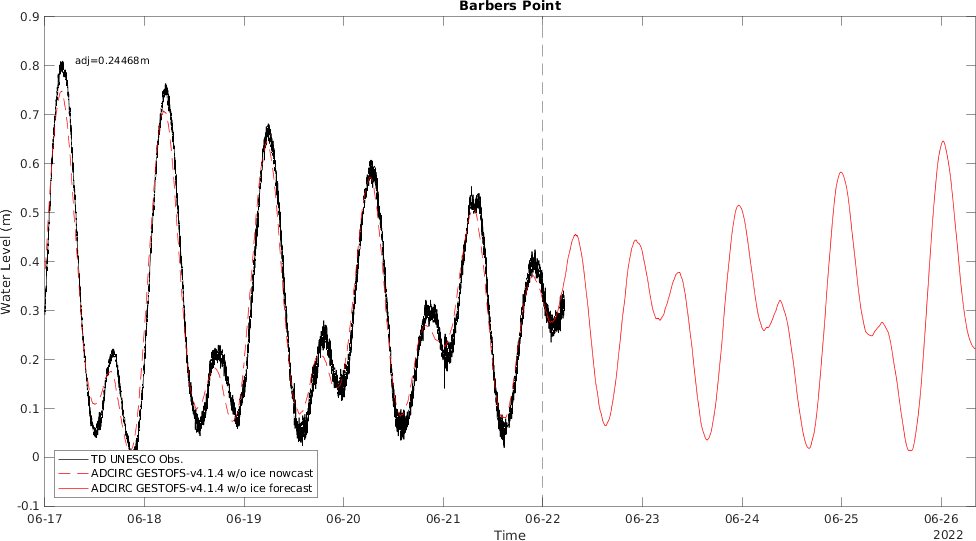 Barbers Point
0.9
0.8
0.7
0.6
0.5
0.4
0.3
0.2
0.1
0
-0.1
Water Level (m)
adj=0.24468m
TD UNESCO Obs.
ADCIRC GESTOFS-v4.1.4 w/o ice nowcast
ADCIRC GESTOFS-v4.1.4 w/o ice forecast
06-17 06-18 06-19 06-20 06-21 06-22 06-23 06-24 06-25 06-26
2022
Time